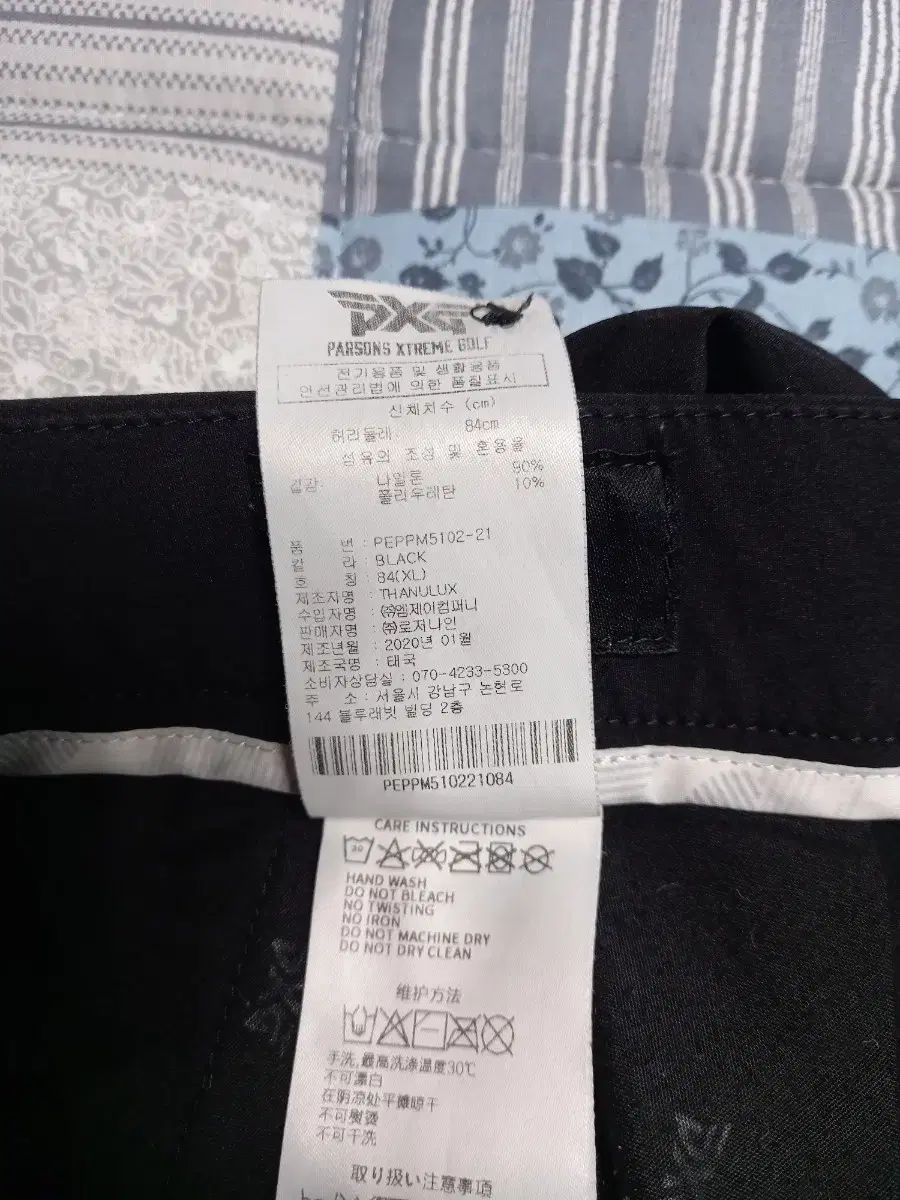 PXG
PARSONS XTREME GOLF
전기용품 및 생활용품
안전관리법에 의한 품질표시
신체치수 (cm)
허리둘레. 84cm
섬유의 조성 및 혼용율
겉감: 나일론 90%
폴리우레탄 10%
품 번 : PEPPM5102-21
컬 라 : BLACK
호 칭 : 84(XL)
제조자명 : THANULUX
수입자명 : ㈜엠제이컴퍼니
판매자명 : ㈜로저나인
제조년월 : 2020년 01월
제조국명 : 태국
소비자상담실 : 070-4233-5300
주 소 : 서울시 강남구 논현로
144 블루래빗 빌딩 2층
PEPPM510221084
CARE INSTRUCTIONS
30
HAND WASH
DO NOT BLEACH
NO TWISTING
NO IRON
DO NOT MACHINE DRY
DO NOT DRY CLEAN
维护方法
手洗,最高洗涤温度30℃
不可漂白
在阴凉处平摊晾干
不可熨烫
不可干洗
取り扱い注意事項